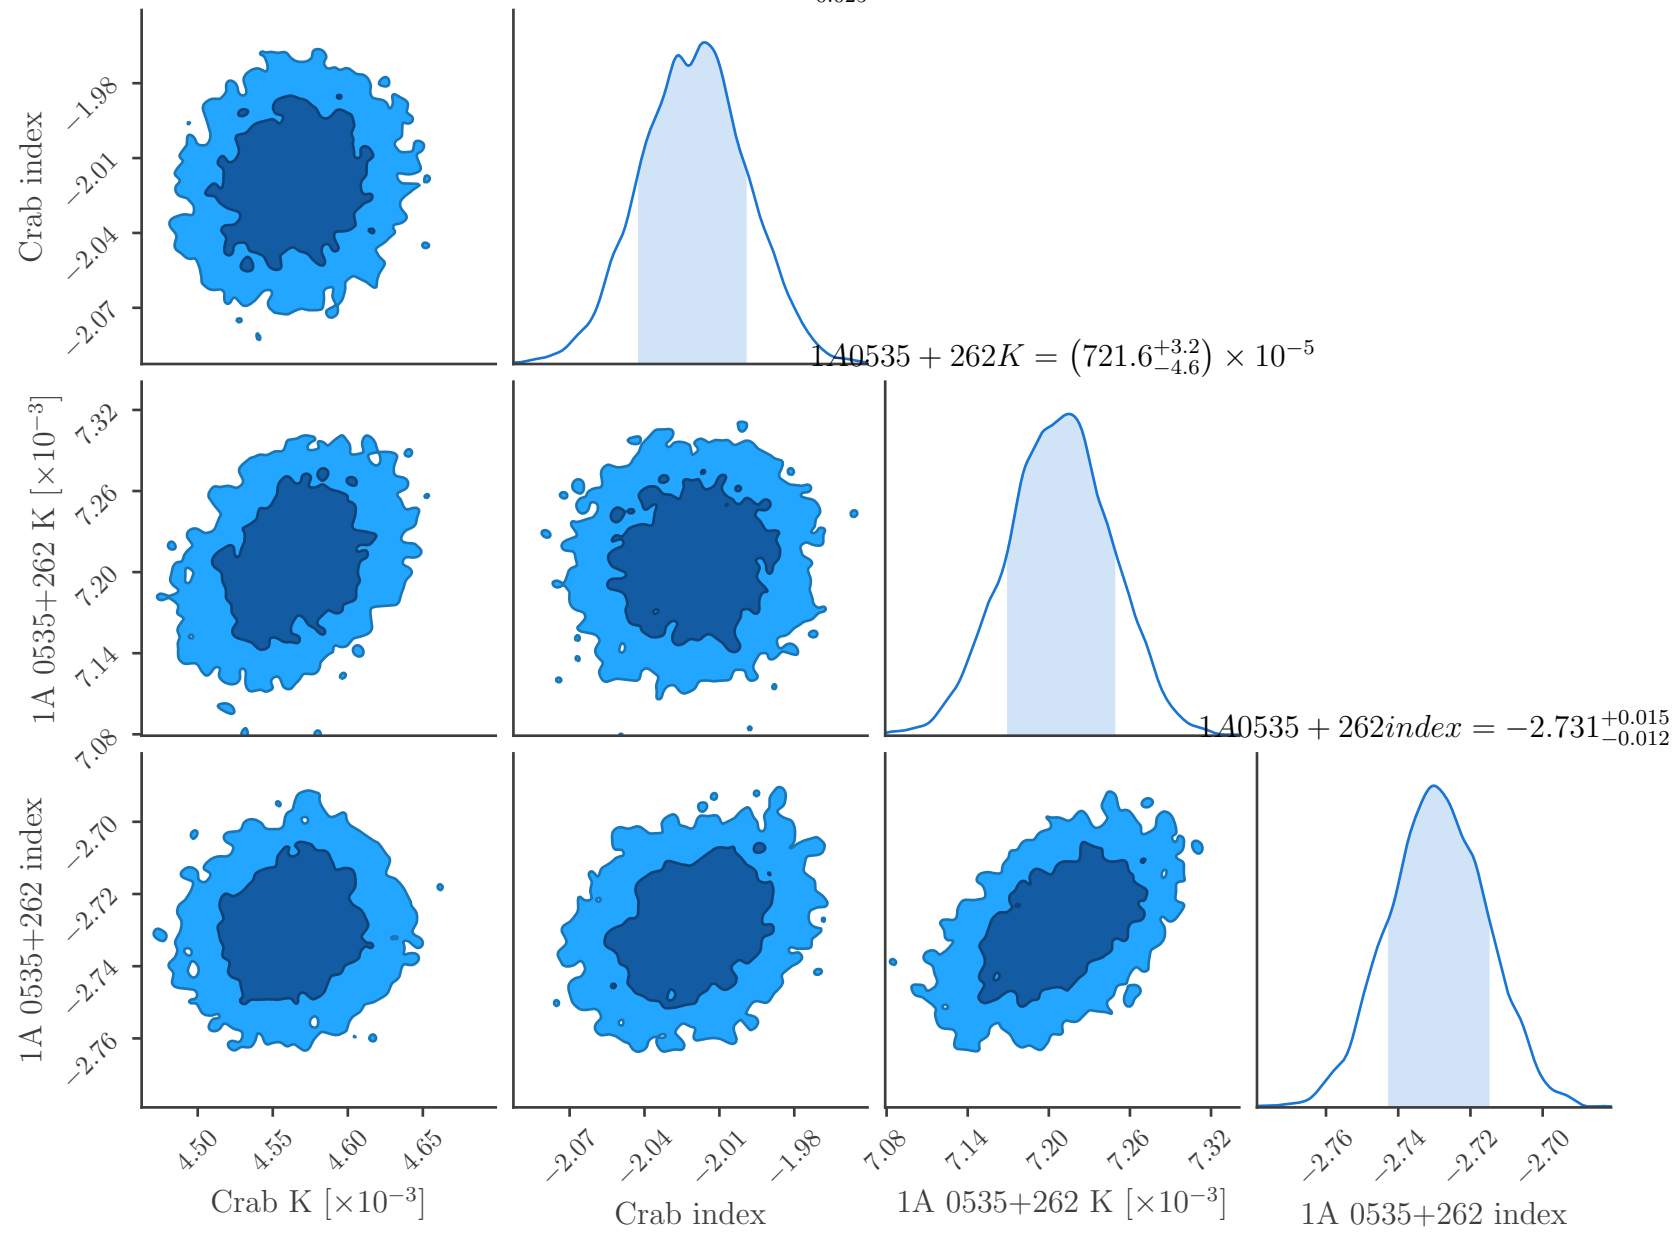 −1.98
−2.01
−2.04
−2.07
Crab index
1A0535 + 262K = (721.6^{+3.2}_{−4.6}) × 10^{−5}
7.32
7.26
7.20
7.14
7.08
1A 0535+262 K [×10^{−3}]
1A0535 + 262index = −2.731^{+0.015}_{−0.012}
−2.70
−2.72
−2.74
−2.76
1A 0535+262 index
4.50 4.55 4.60 4.65
Crab K [×10^{−3}]
−2.07 −2.04 −2.01 −1.98
Crab index
7.08 7.14 7.20 7.26 7.32
1A 0535+262 K [×10^{−3}]
−2.76 −2.74 −2.72 −2.70
1A 0535+262 index